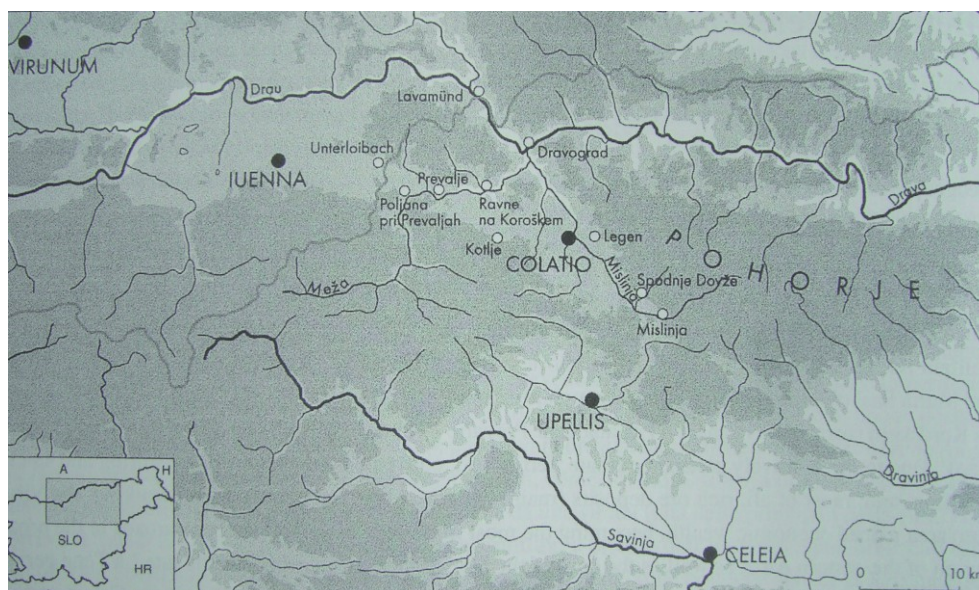 VIRUNUM
Drau
Lavamünd
Unterloibach
Dravograd
IUENNA
Prevalje
Poljana
pri Prevaljah
Ravne
na Koroškem
Drava
Kotlje
COLATIO
Legen
POHORJE
Mislinja
Spodnje Dovže
Meža
Mislinja
UPELLIS
Dravinja
A
H
SLO
HR
Savinja
CELEIA
0
10 km